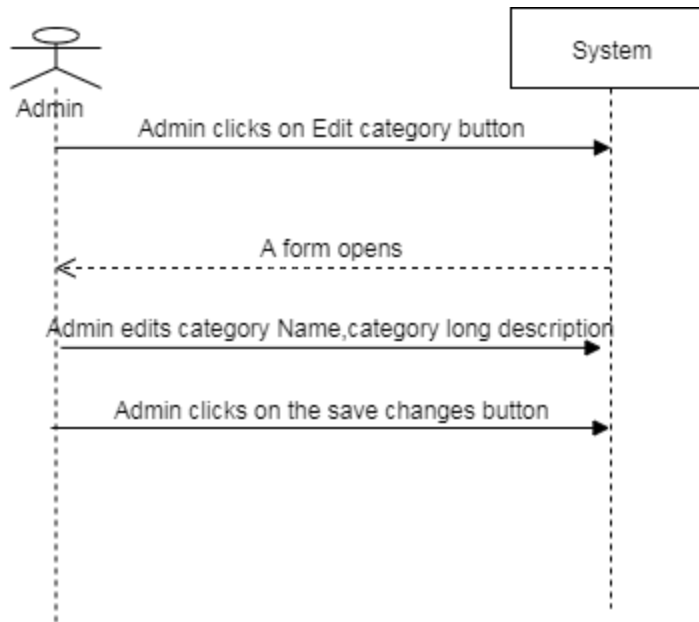 System
Admin
Admin clicks on Edit category button
A form opens
Admin edits category Name,category long description
Admin clicks on the save changes button